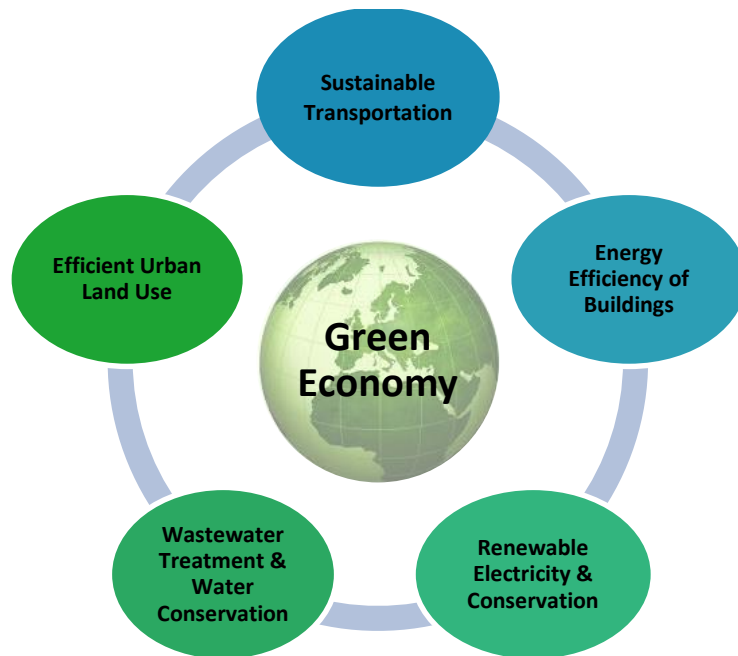 Sustainable
Transportation
Energy
Efficiency of
Buildings
Renewable
Electricity &
Conservation
Wastewater
Treatment &
Water
Conservation
Efficient Urban
Land Use
Green
Economy